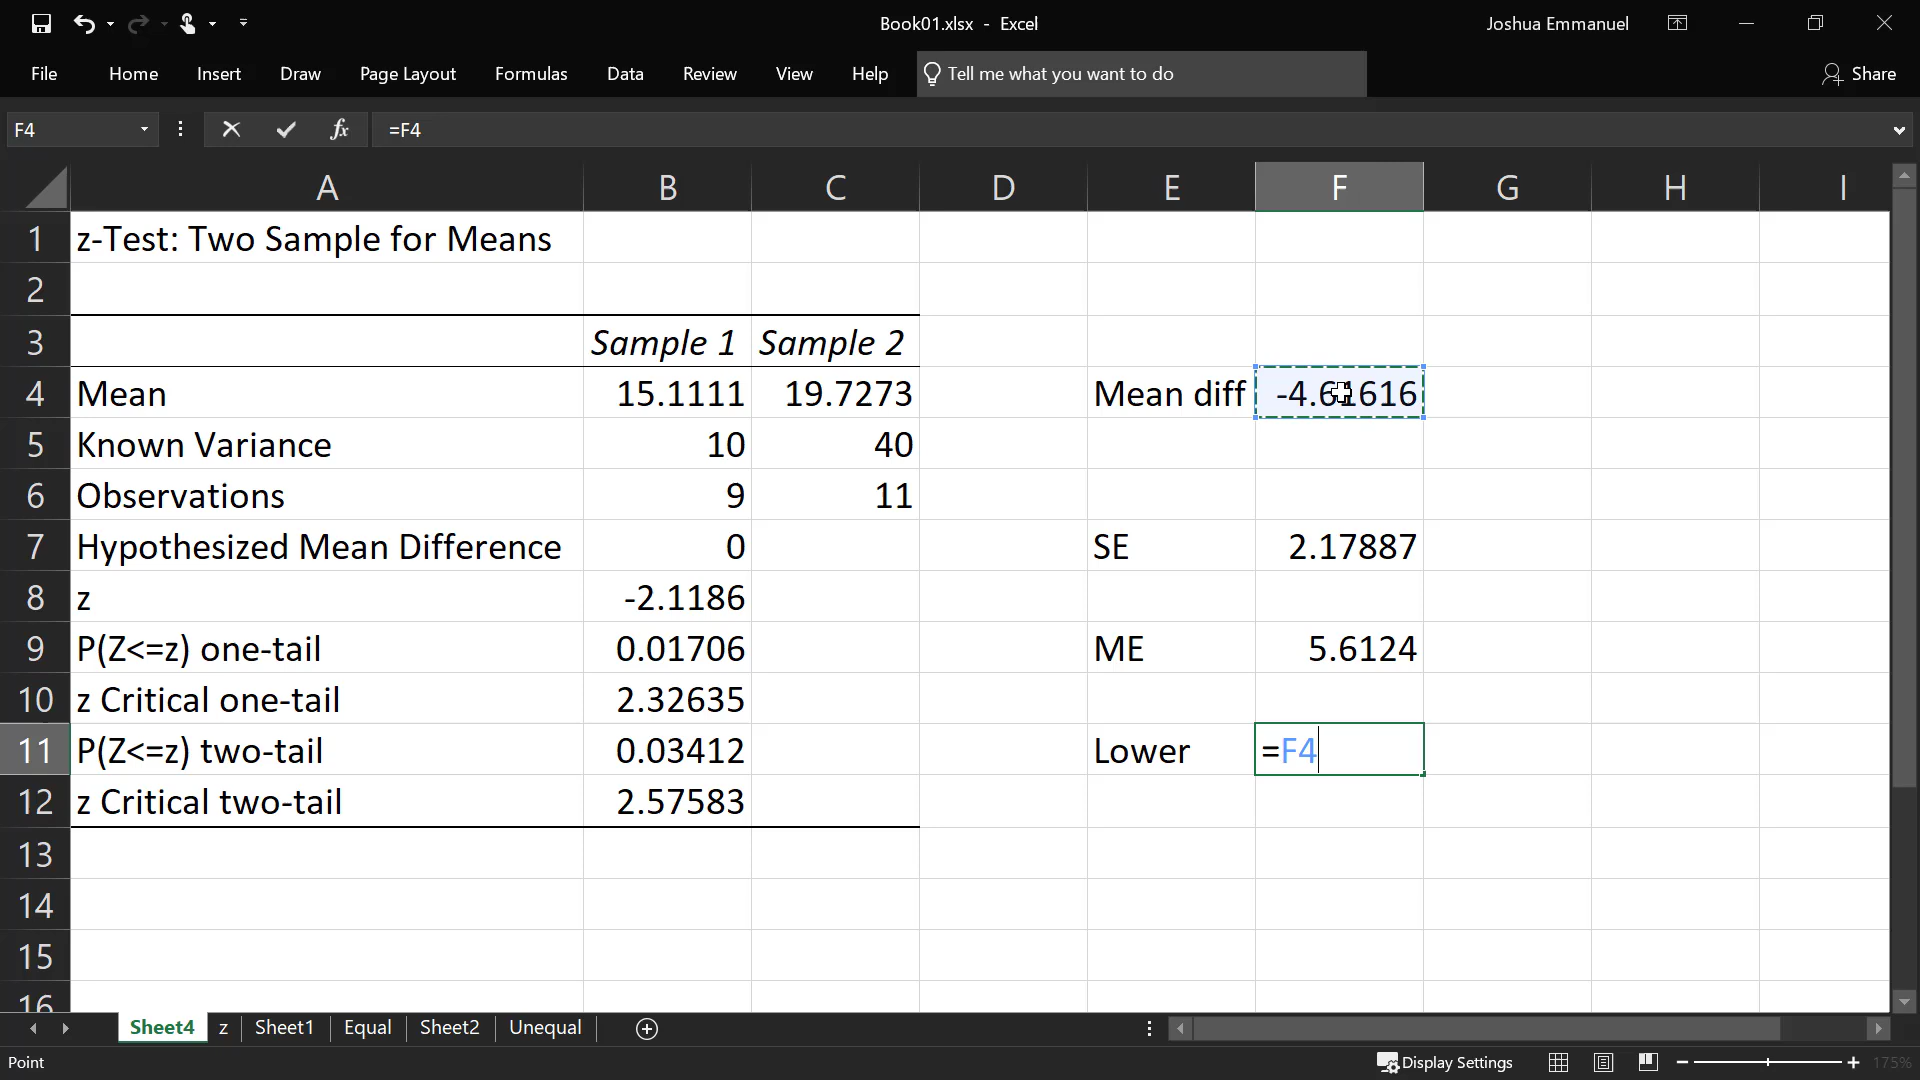 Book01.xlsx - Excel
Joshua Emmanuel
File Home Insert Draw Page Layout Formulas Data Review View Help Tell me what you want to do Share
F4 fx =F4
A B C D E F G H I
1 z-Test: Two Sample for Means
2
3 Sample 1 Sample 2
4 Mean 15.1111 19.7273 Mean diff -4.61616
5 Known Variance 10 40
6 Observations 9 11
7 Hypothesized Mean Difference 0 SE 2.17887
8 z -2.1186
9 P(Z<=z) one-tail 0.01706 ME 5.6124
10 z Critical one-tail 2.32635
11 P(Z<=z) two-tail 0.03412 Lower =F4
12 z Critical two-tail 2.57583
13
14
15
16
Sheet4 z Sheet1 Equal Sheet2 Unequal
Point Display Settings 175%